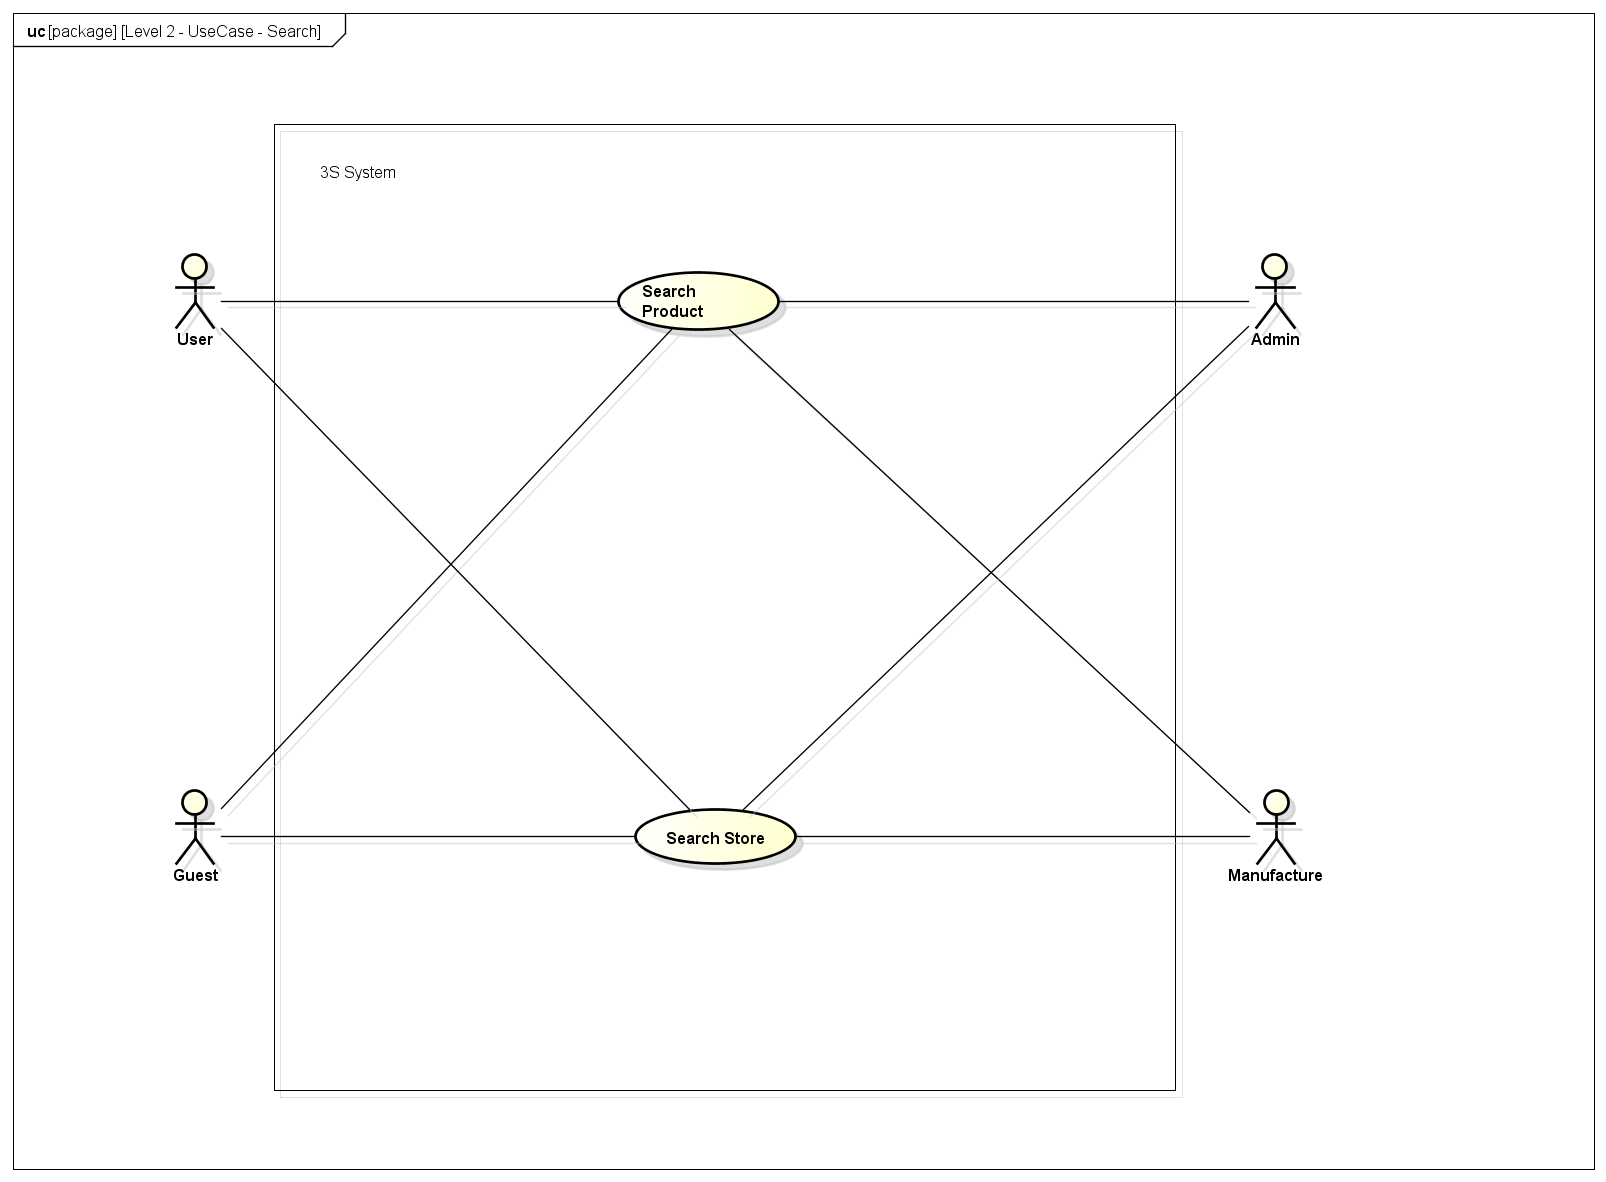 uc [package] [Level 2 - UseCase - Search]
3S System
Search
Product
User
Admin
Search Store
Guest
Manufacture